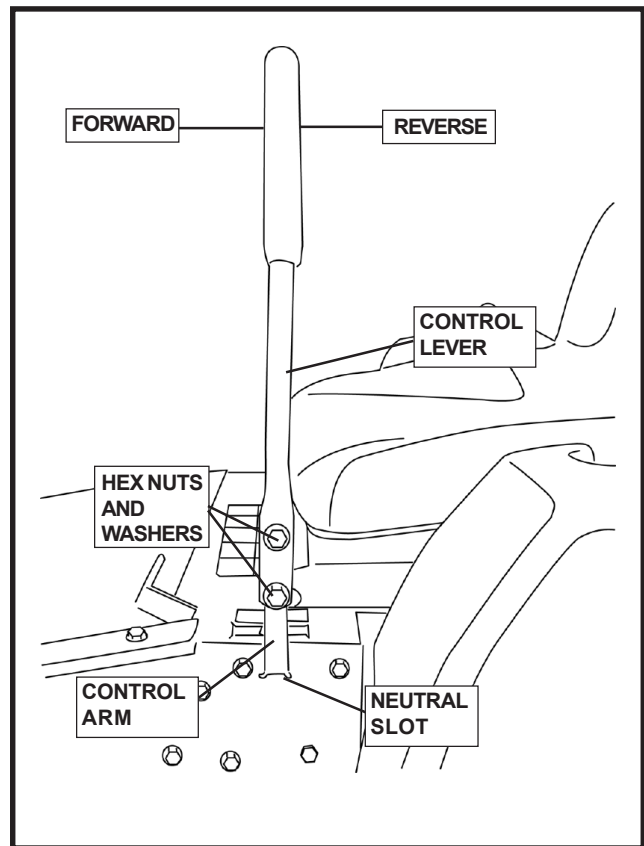 FORWARD
REVERSE
CONTROL
LEVER
HEX NUTS
AND
WASHERS
CONTROL
ARM
NEUTRAL
SLOT